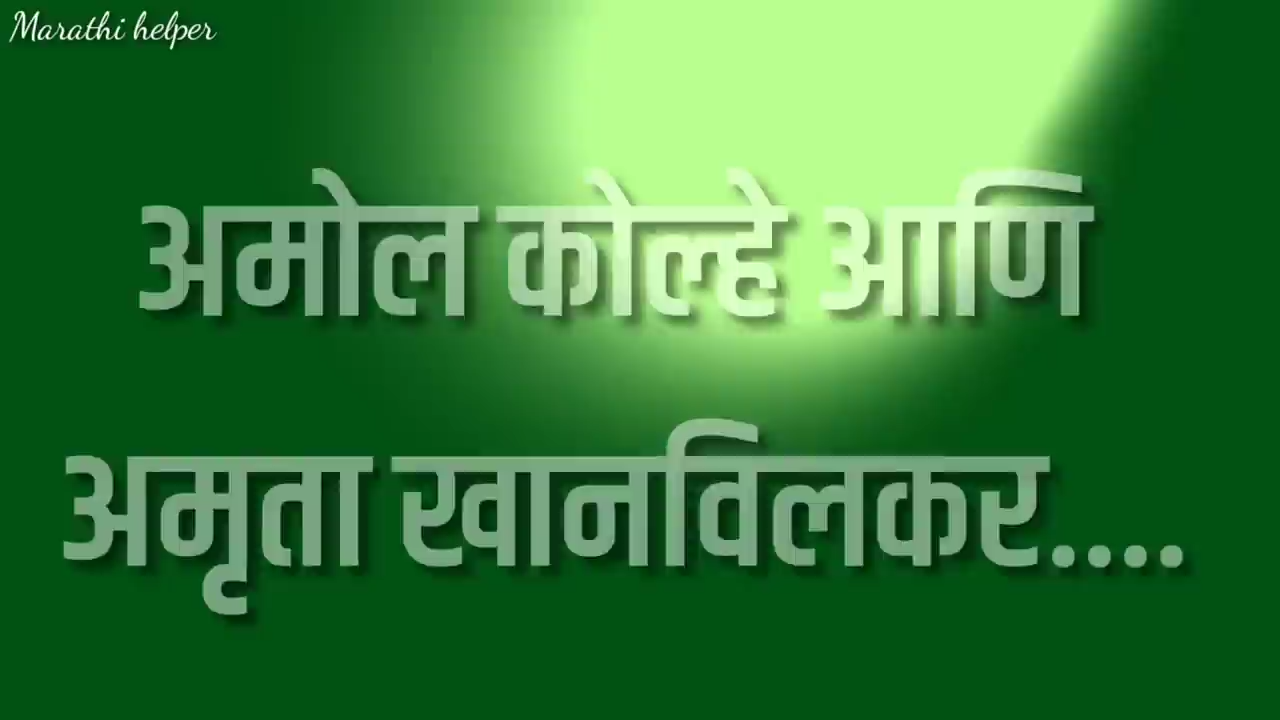 Marathi helper
अमोल कोल्हे आणि
अमृता खानविलकर....